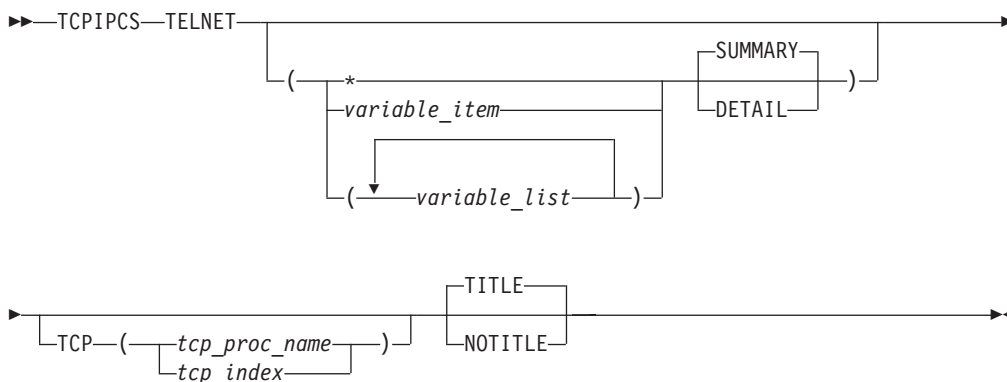 TCPIPCS TELNET
SUMMARY
( * )
variable_item DETAIL
( variable_list )
TITLE
TCP ( tcp_proc_name ) NOTITLE
tcp_index